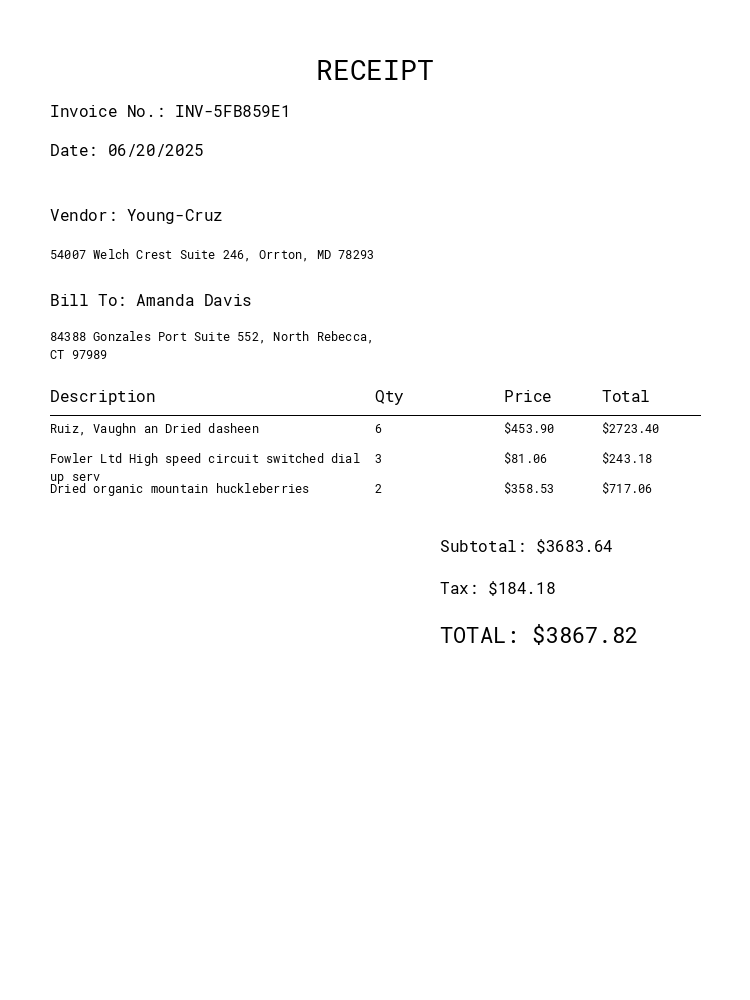 RECEIPT
Invoice No.: INV-5FB859E1
Date: 06/20/2025
Vendor: Young-Cruz
54007 Welch Crest Suite 246, Orrton, MD 78293
Bill To: Amanda Davis
84388 Gonzales Port Suite 552, North Rebecca,
CT 97989
Description Qty Price Total
Ruiz, Vaughn an Dried dasheen 6 $453.90 $2723.40
Fowler Ltd High speed circuit switched dial 3 $81.06 $243.18
up serv
Dried organic mountain huckleberries 2 $358.53 $717.06
Subtotal: $3683.64
Tax: $184.18
TOTAL: $3867.82